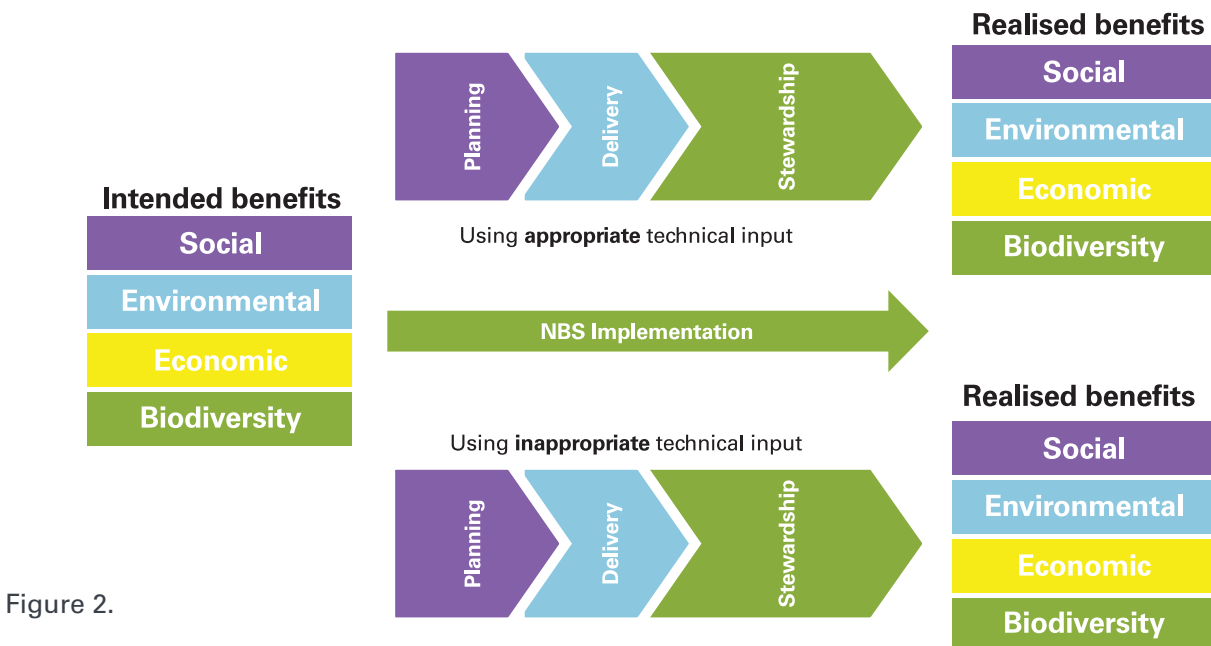 Intended benefits
Social
Environmental
Economic
Biodiversity
Planning
Delivery
Stewardship
Using appropriate technical input
NBS Implementation
Using inappropriate technical input
Planning
Delivery
Stewardship
Realised benefits
Social
Environmental
Economic
Biodiversity
Realised benefits
Social
Environmental
Economic
Biodiversity
Figure 2.